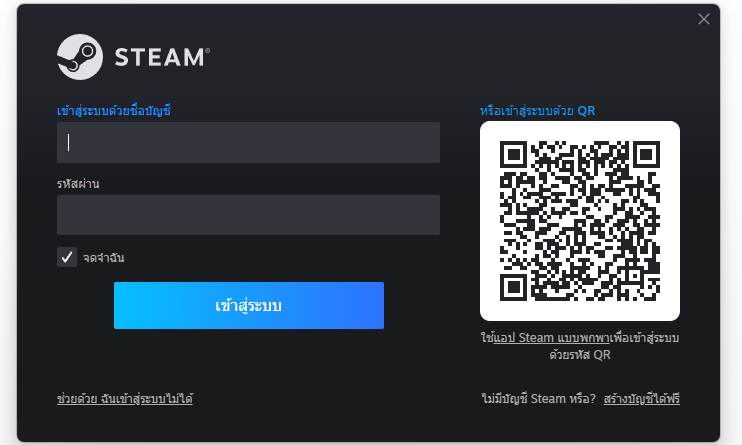 STEAM®
เข้าสู่ระบบด้วยชื่อบัญชี
รหัสผ่าน
จดจำฉัน
เข้าสู่ระบบ
ช่วยด้วย ฉันเข้าสู่ระบบไม่ได้
หรือเข้าสู่ระบบด้วย QR
ใช้แอป Steam แบบพกพาเพื่อเข้าสู่ระบบ
ด้วยรหัส QR
ไม่มีบัญชี Steam หรือ? สร้างบัญชีได้ฟรี